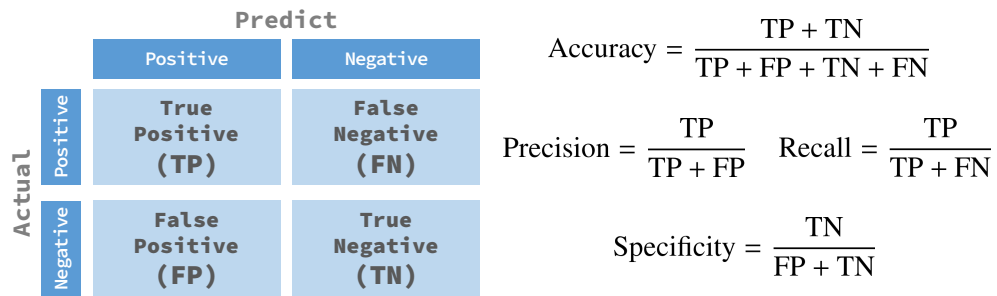 Predict
Positive
Negative
Actual
Positive
True
Positive
(TP)
False
Negative
(FN)
Negative
False
Positive
(FP)
True
Negative
(TN)
Accuracy = TP + TN / TP + FP + TN + FN
Precision = TP / TP + FP
Recall = TP / TP + FN
Specificity = TN / FP + TN